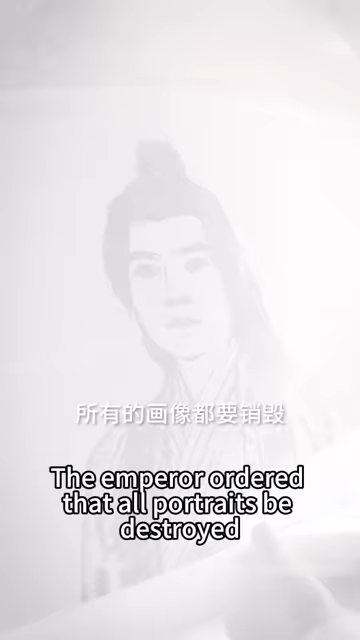 所有的画像都要销毁
The emperor ordered
that all portraits be
destroyed